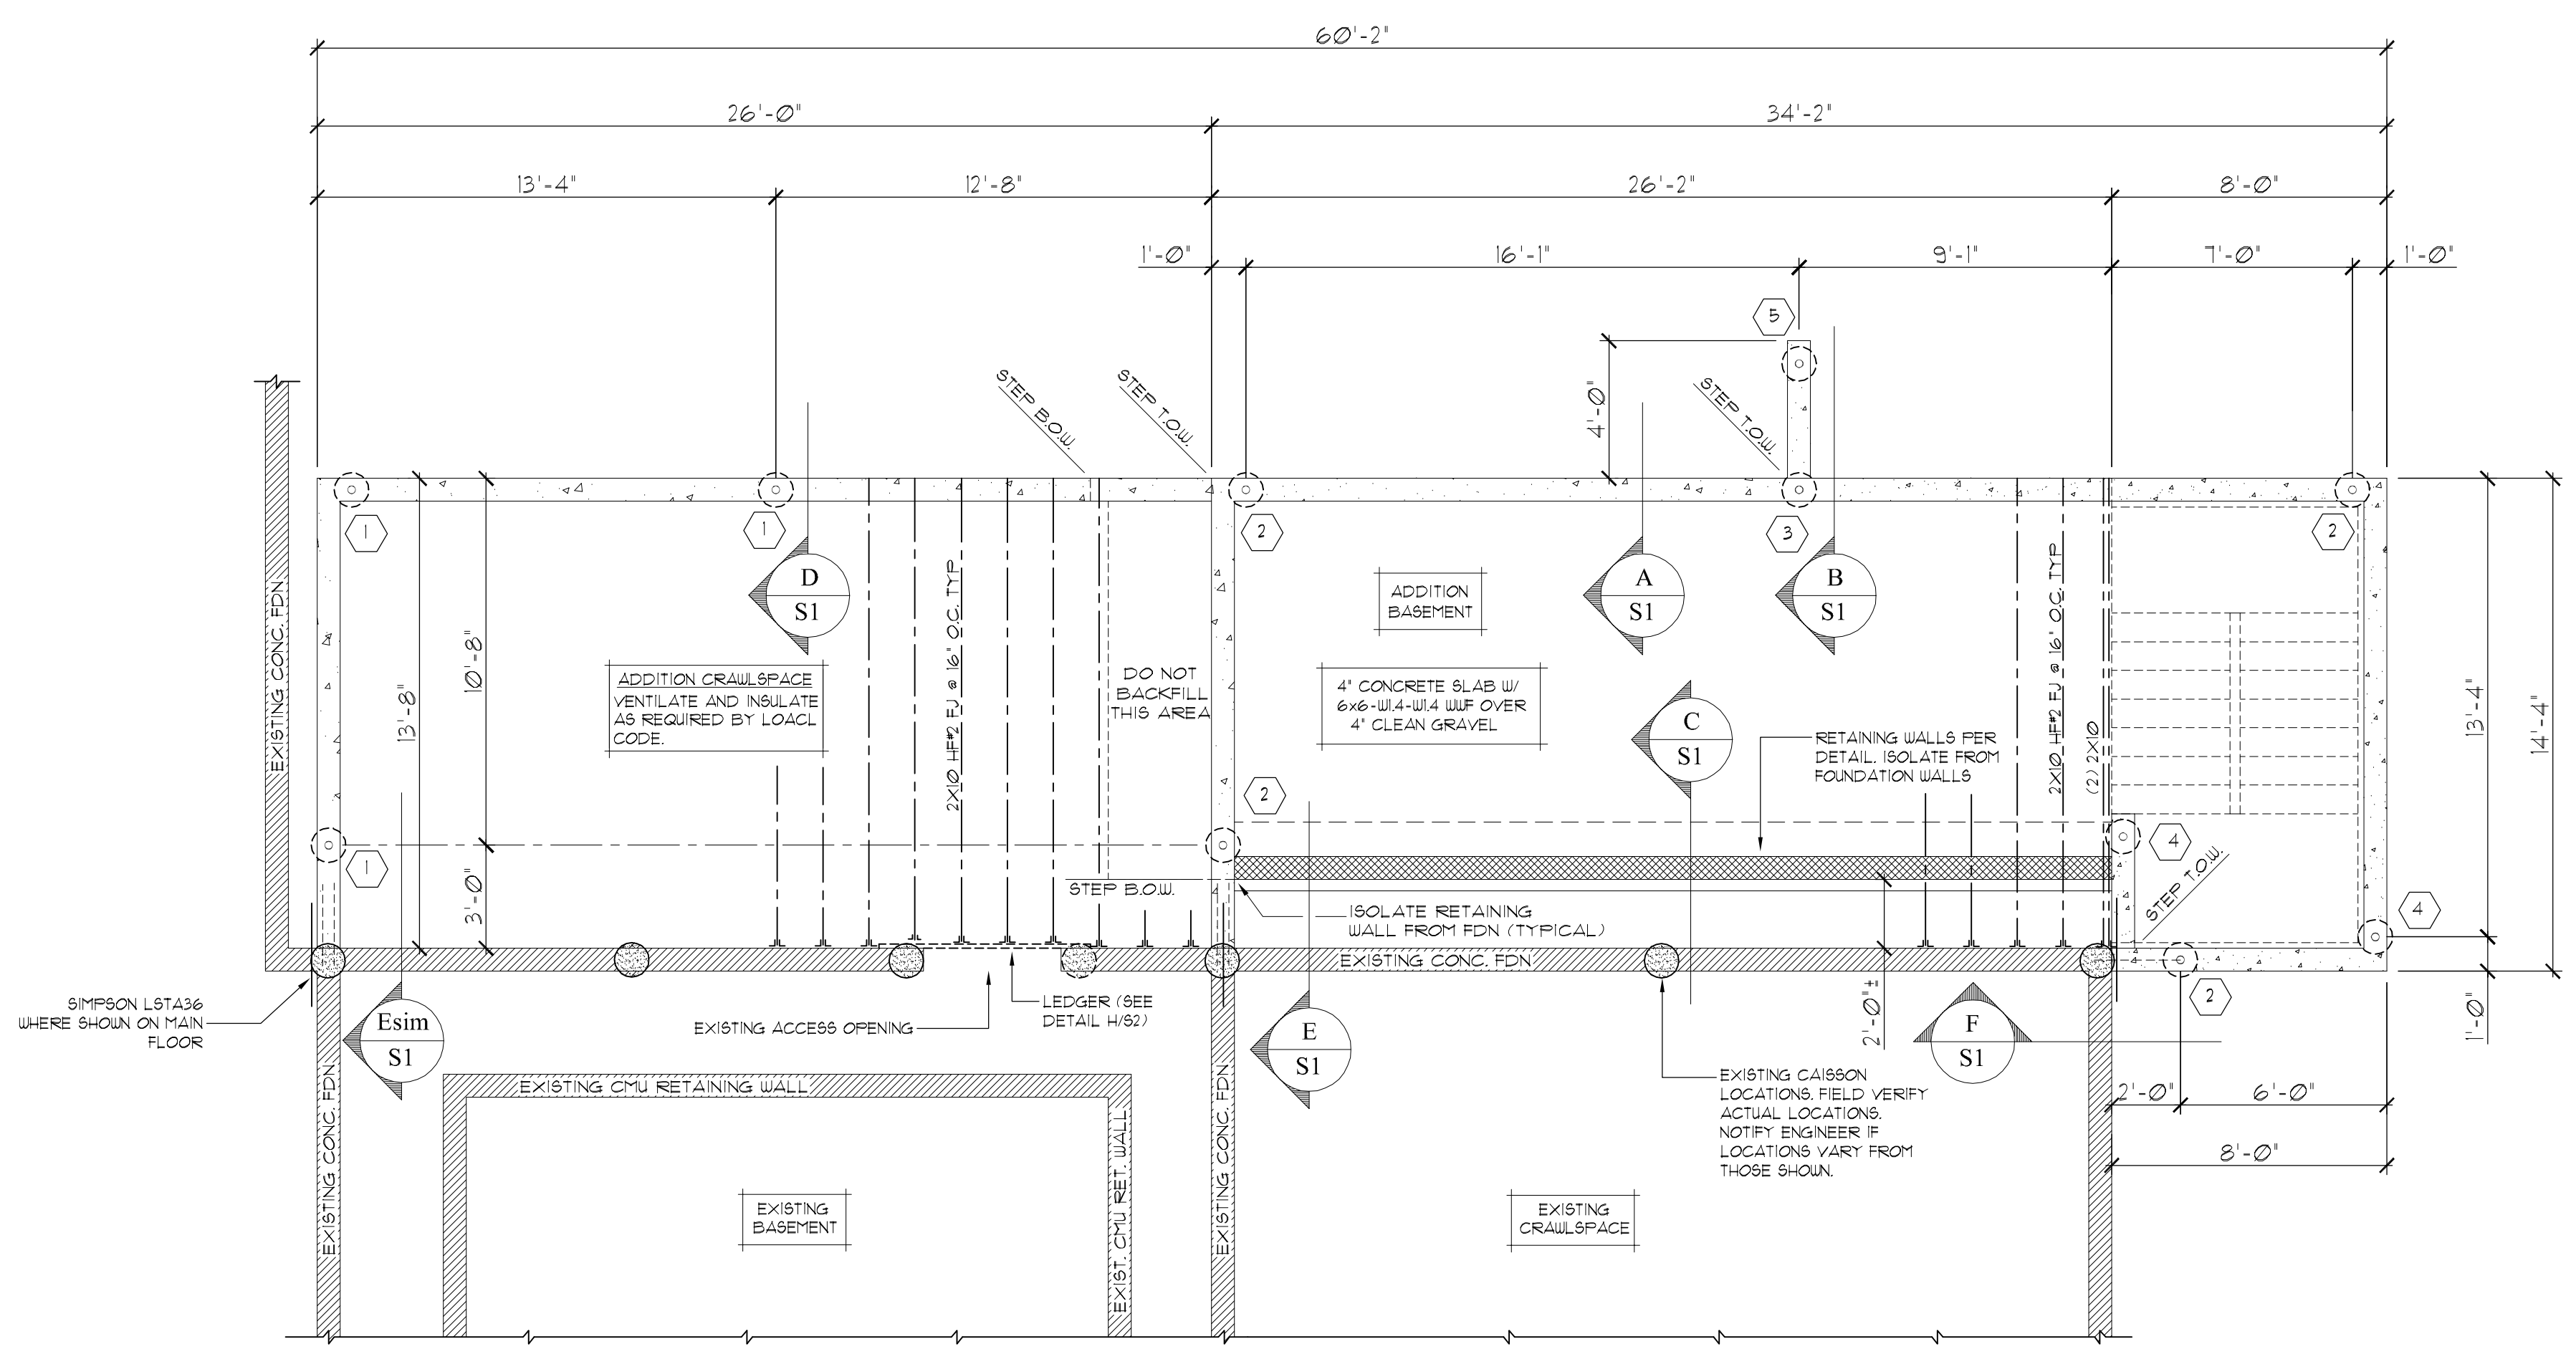 60'-2"
26'-0"
34'-2"
13'-4"
12'-8"
26'-2"
8'-0"
1'-0"
16'-1"
9'-1"
7'-0"
1'-0"
5
4'-0"
STEP B.O.W.
STEP T.O.W.
STEP T.O.W.
1
1
2
3
2
D
S1
A
S1
B
S1
ADDITION
BASEMENT
EXISTING CONC. FDN
13'-8"
10'-8"
ADDITION CRAWLSPACE
VENTILATE AND INSULATE
AS REQUIRED BY LOACL
CODE.
2X10 HF#2 FJ @ 16" O.C. TYP
DO NOT
BACKFILL
THIS AREA
4" CONCRETE SLAB W/
6x6-W1.4-W1.4 WWF OVER
4" CLEAN GRAVEL
C
S1
RETAINING WALLS PER
DETAIL. ISOLATE FROM
FOUNDATION WALLS
2X10 HF#2 FJ @ 16" O.C. TYP
(2) 2X10
13'-4"
14'-4"
2
1
4
3'-0"
STEP B.O.W.
STEP T.O.W.
4
ISOLATE RETAINING
WALL FROM FDN (TYPICAL)
EXISTING CONC. FDN
SIMPSON LSTA36
WHERE SHOWN ON MAIN
FLOOR
Esim
S1
EXISTING ACCESS OPENING
LEDGER (SEE
DETAIL H/S2)
E
S1
2'-0"±
F
S1
2
1'-0"
EXISTING CMU RETAINING WALL
EXISTING CAISSON
LOCATIONS. FIELD VERIFY
ACTUAL LOCATIONS.
NOTIFY ENGINEER IF
LOCATIONS VARY FROM
THOSE SHOWN.
2'-0"
6'-0"
8'-0"
EXISTING CONC. FDN
EXISTING
BASEMENT
EXIST. CMU RET. WALL
EXISTING CONC. FDN
EXISTING
CRAWLSPACE